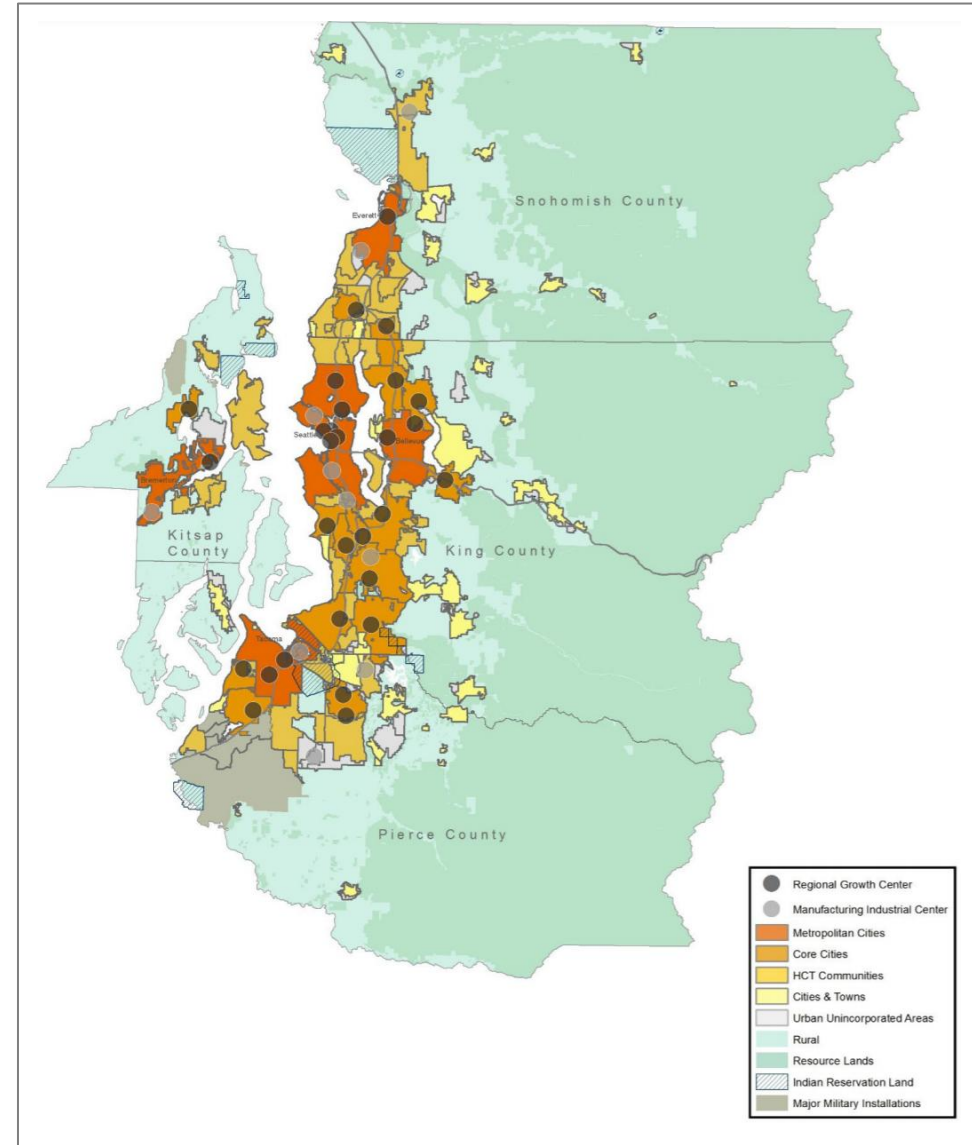 Snohomish County
Everett
Seattle
Bellevue
Bremerton
Kitsap
County
King County
Tacoma
Pierce County
Regional Growth Center
Manufacturing Industrial Center
Metropolitan Cities
Core Cities
HCT Communities
Cities & Towns
Urban Unincorporated Areas
Rural
Resource Lands
Indian Reservation Land
Major Military Installations